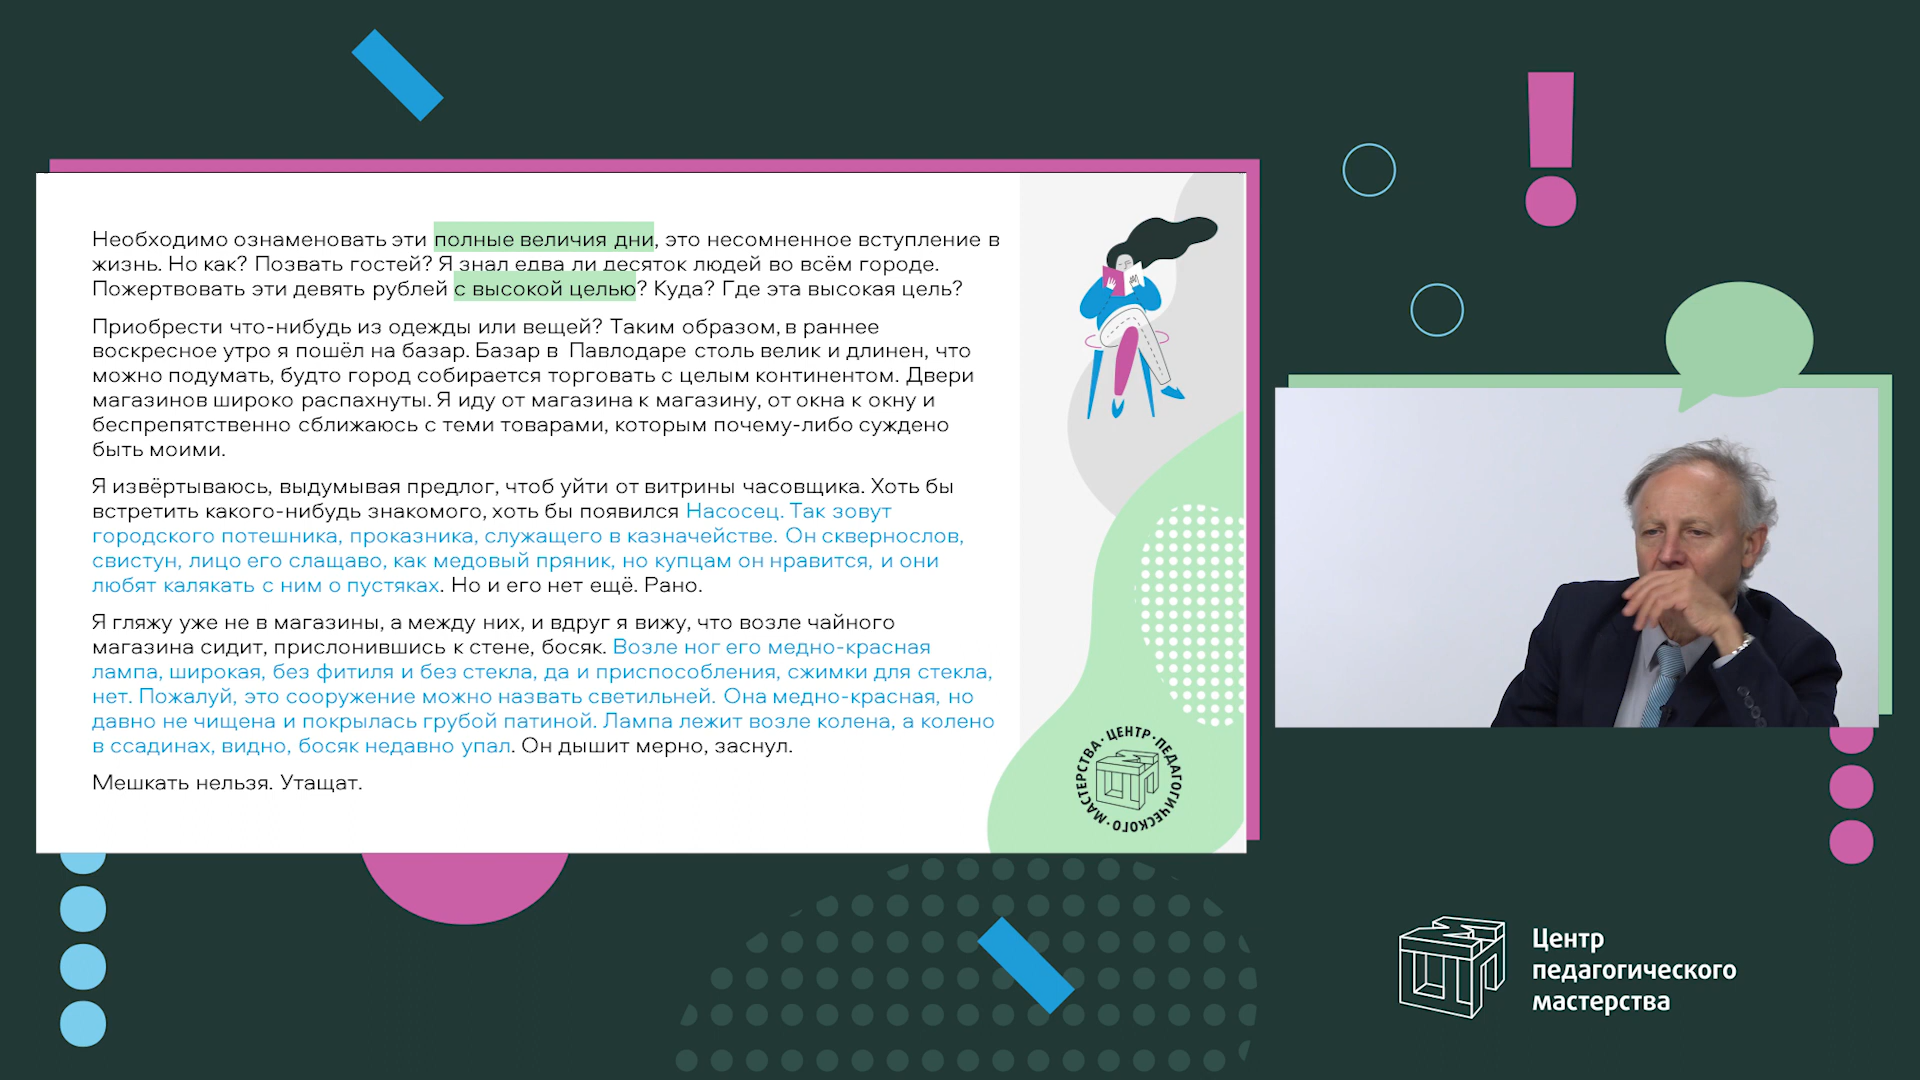 Необходимо ознаменовать эти полные величия дни, это несомненное вступление в
жизнь. Но как? Позвать гостей? Я знал едва ли десяток людей во всём городе.
Пожертвовать эти девять рублей с высокой целью? Куда? Где эта высокая цель?
Приобрести что-нибудь из одежды или вещей? Таким образом, в раннее
воскресное утро я пошёл на базар. Базар в Павлодаре столь велик и длинен, что
можно подумать, будто город собирается торговать с целым континентом. Двери
магазинов широко распахнуты. Я иду от магазина к магазину, от окна к окну и
беспрепятственно сближаюсь с теми товарами, которым почему-либо суждено
быть моими.
Я извёртываюсь, выдумывая предлог, чтоб уйти от витрины часовщика. Хоть бы
встретить какого-нибудь знакомого, хоть бы появился Насосец. Так зовут
городского потешника, проказника, служащего в казначействе. Он сквернослов,
свистун, лицо его слащаво, как медовый пряник, но купцам он нравится, и они
любят калякать с ним о пустяках. Но и его нет ещё. Рано.
Я гляжу уже не в магазины, а между них, и вдруг я вижу, что возле чайного
магазина сидит, прислонившись к стене, босяк. Возле ног его медно-красная
лампа, широкая, без фитиля и без стекла, да и приспособления, сжимки для стекла,
нет. Пожалуй, это сооружение можно назвать светильней. Она медно-красная, но
давно не чищена и покрылась грубой патиной. Лампа лежит возле колена, а колено
в ссадинах, видно, босяк недавно упал. Он дышит мерно, заснул.
Мешкать нельзя. Утащат.
ЦЕНТР·ПЕДАГОГИЧЕСКОГО·МАСТЕРСТВА·
Центр
педагогического
мастерства